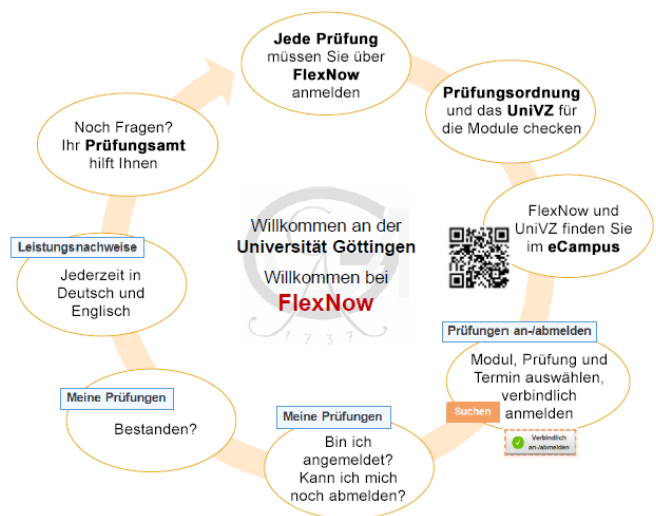 Jede Prüfung
müssen Sie über
FlexNow
anmelden
Prüfungsordnung
und das UniVZ für
die Module checken
FlexNow und
UniVZ finden Sie
im eCampus
Prüfungen an-/abmelden
Modul, Prüfung und
Termin auswählen,
verbindlich
anmelden
Suchen
Verbindlich
an-/abmelden
Meine Prüfungen
Bin ich
angemeldet?
Kann ich mich
noch abmelden?
Meine Prüfungen
Bestanden?
Leistungsnachweise
Jederzeit in
Deutsch und
Englisch
Noch Fragen?
Ihr Prüfungsamt
hilft Ihnen
Willkommen an der
Universität Göttingen
Willkommen bei
FlexNow
1737